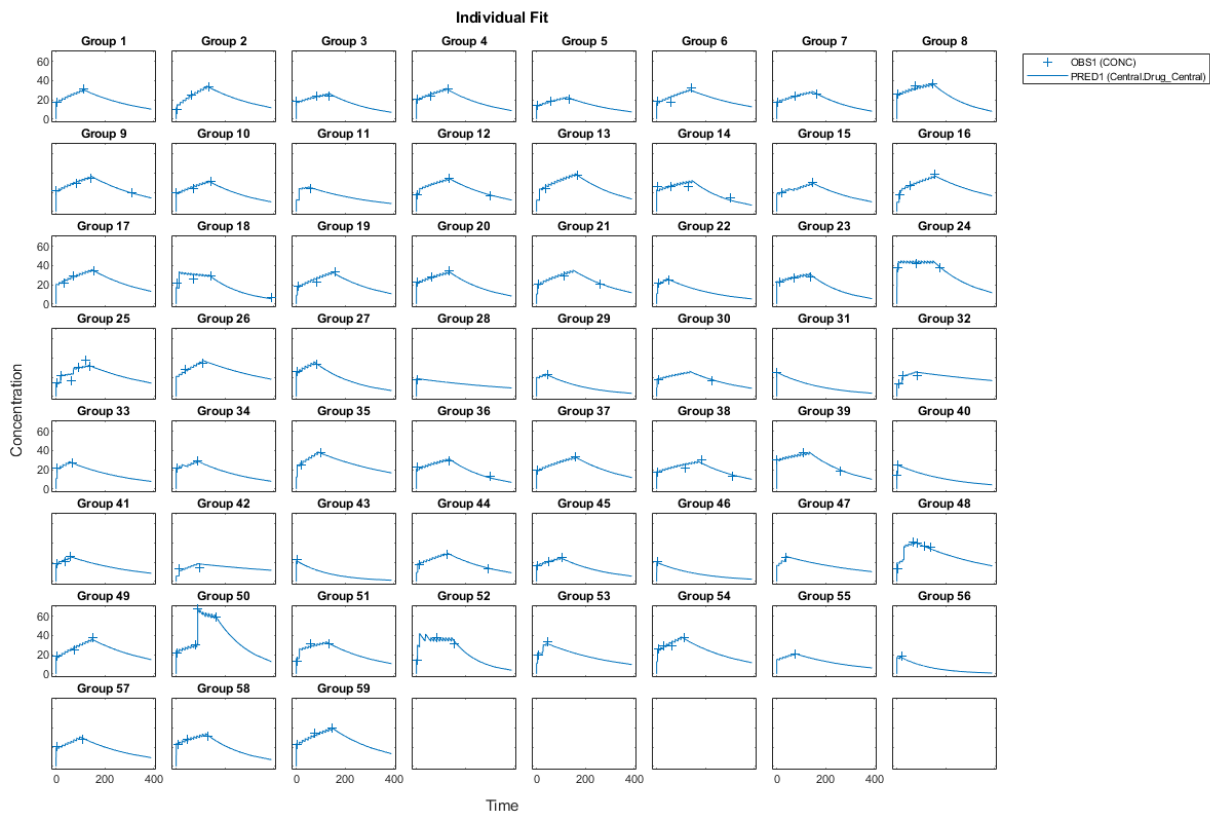 Individual Fit
Group 1 Group 2 Group 3 Group 4 Group 5 Group 6 Group 7 Group 8
OBS1 (CONC)
PRED1 (Central.Drug_Central)
60
40
20
0
Group 9 Group 10 Group 11 Group 12 Group 13 Group 14 Group 15 Group 16
Group 17 Group 18 Group 19 Group 20 Group 21 Group 22 Group 23 Group 24
60
40
20
0
Group 25 Group 26 Group 27 Group 28 Group 29 Group 30 Group 31 Group 32
Concentration
Group 33 Group 34 Group 35 Group 36 Group 37 Group 38 Group 39 Group 40
60
40
20
0
Group 41 Group 42 Group 43 Group 44 Group 45 Group 46 Group 47 Group 48
Group 49 Group 50 Group 51 Group 52 Group 53 Group 54 Group 55 Group 56
60
40
20
0
Group 57 Group 58 Group 59
0 200 400 0 200 400 0 200 400 0 200 400
Time